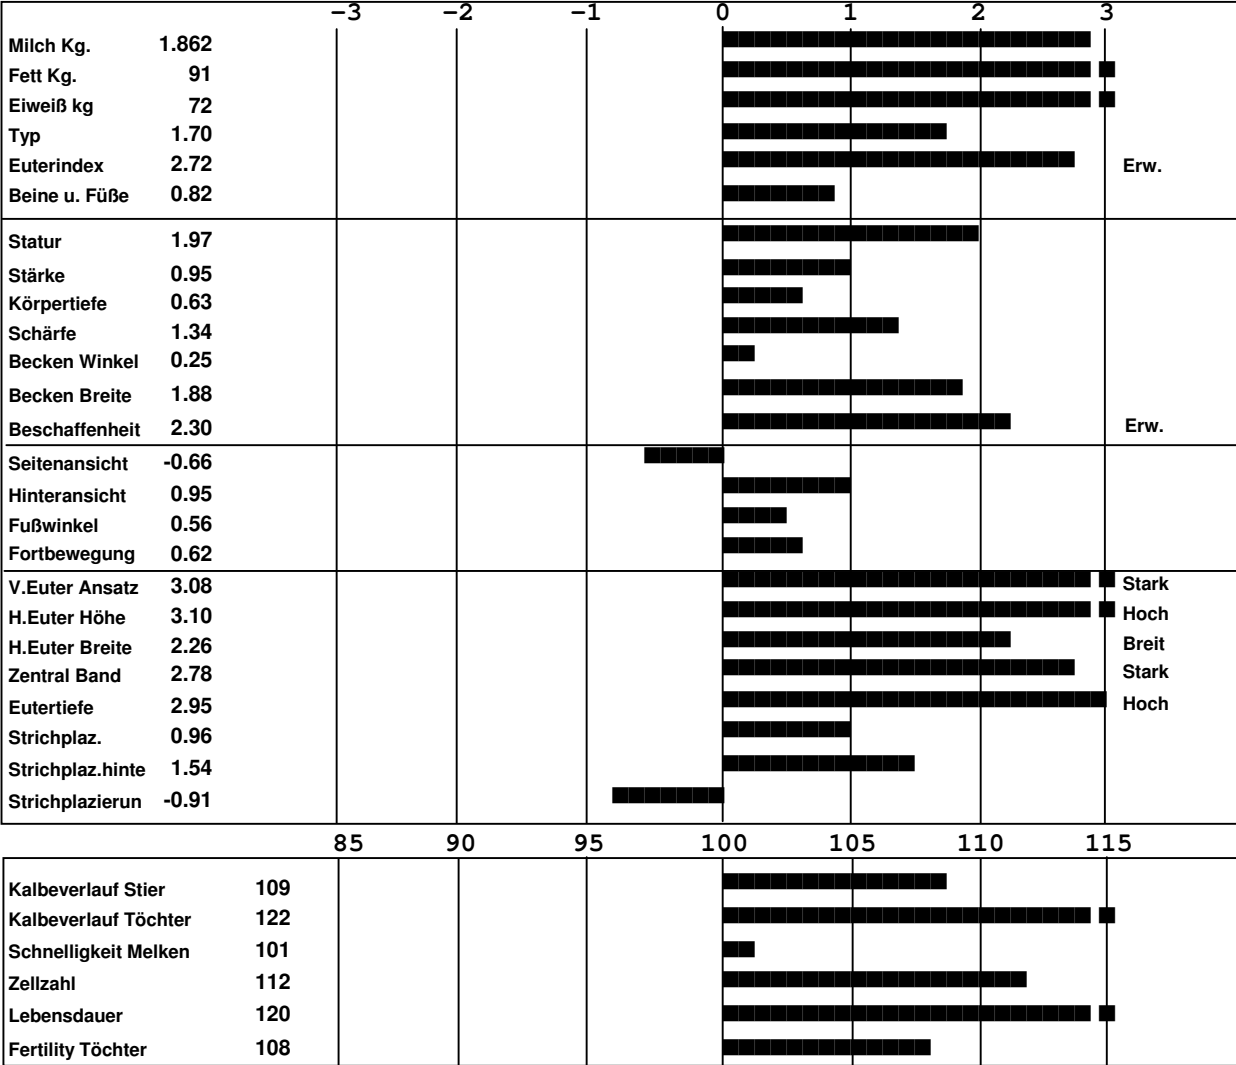 −3 −2 −1 0 1 2 3
Milch Kg. 1.862
Fett Kg. 91
Eiweiß kg 72
Typ 1.70
Euterindex 2.72 Erw.
Beine u. Füße 0.82
Statur 1.97
Stärke 0.95
Körpertiefe 0.63
Schärfe 1.34
Becken Winkel 0.25
Becken Breite 1.88
Beschaffenheit 2.30 Erw.
Seitenansicht -0.66
Hinteransicht 0.95
Fußwinkel 0.56
Fortbewegung 0.62
V.Euter Ansatz 3.08 Stark
H.Euter Höhe 3.10 Hoch
H.Euter Breite 2.26 Breit
Zentral Band 2.78 Stark
Eutertiefe 2.95 Hoch
Strichplaz. 0.96
Strichplaz.hinte 1.54
Strichplazierun -0.91
85 90 95 100 105 110 115
Kalbeverlauf Stier 109
Kalbeverlauf Töchter 122
Schnelligkeit Melken 101
Zellzahl 112
Lebensdauer 120
Fertility Töchter 108